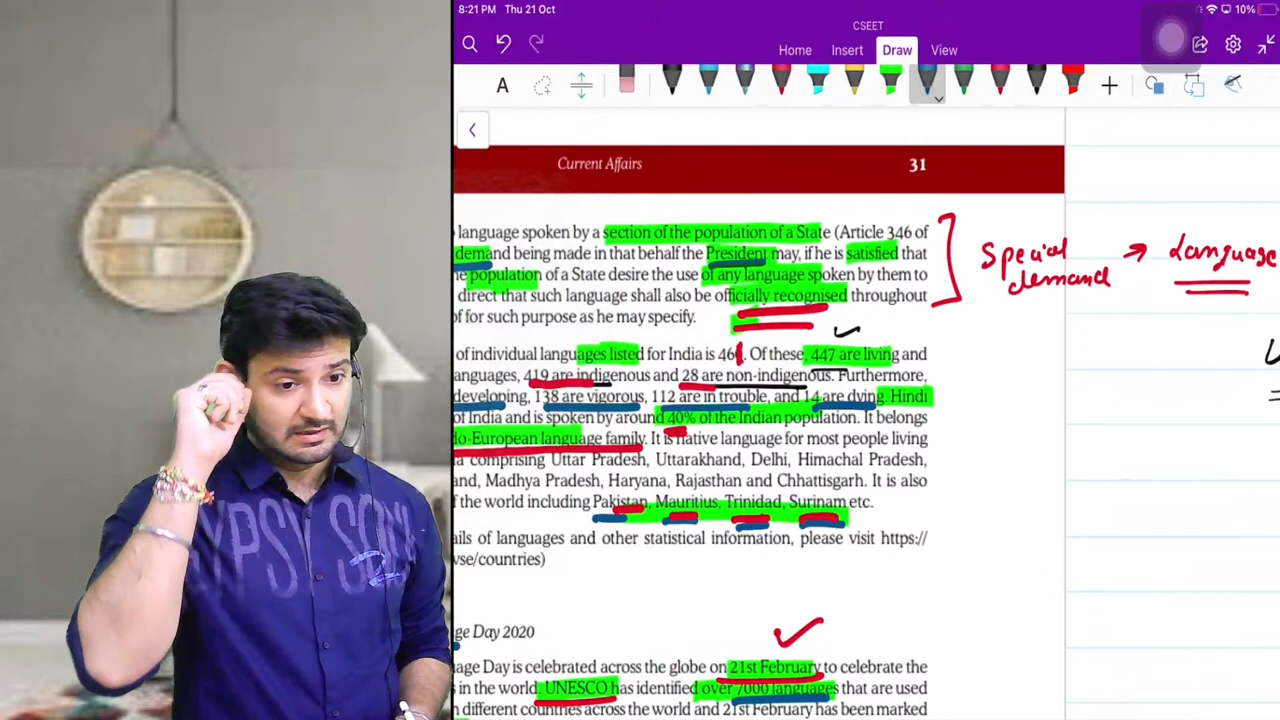 8:21 PM Thu 21 Oct
10%
CSEET
Home Insert Draw View
A
Current Affairs 31
language spoken by a section of the population of a State (Article 346 of
demand being made in that behalf the President may, if he is satisfied that
population of a State desire the use of any language spoken by them to
direct that such language shall also be officially recognised throughout
of for such purpose as he may specify.
Special demand → Language
of individual languages listed for India is 461. Of these, 447 are living and
anguages, 419 are indigenous and 28 are non-indigenous. Furthermore,
developing, 138 are vigorous, 112 are in trouble, and 14 are dying. Hindi
of India and is spoken by around 40% of the Indian population. It belongs
do-European language family. It is native language for most people living
a comprising Uttar Pradesh, Uttarakhand, Delhi, Himachal Pradesh,
and, Madhya Pradesh, Haryana, Rajasthan and Chhattisgarh. It is also
f the world including Pakistan, Mauritius, Trinidad, Surinam etc.
ails of languages and other statistical information, please visit https://
wse/countries)
ge Day 2020
uage Day is celebrated across the globe on 21st February to celebrate the
s in the world. UNESCO has identified over 7000 languages that are used
n different countries across the world and 21st February has been marked
GYPSY SOUL